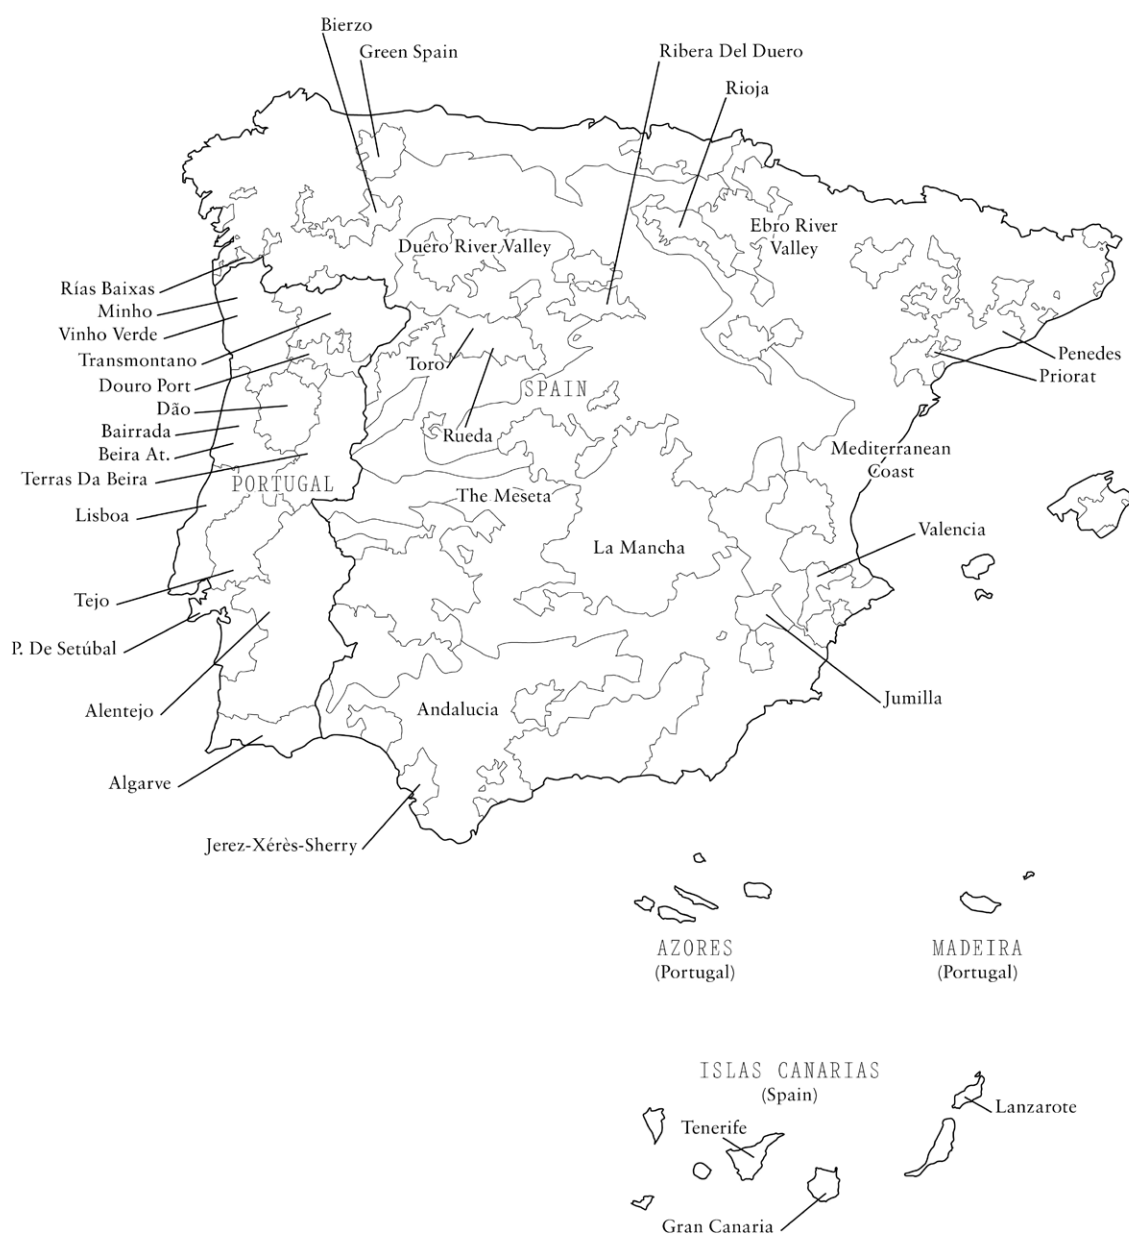 Bierzo
Green Spain
Ribera Del Duero
Rioja
Ebro River
Valley
Duero River Valley
Rías Baixas
Minho
Vinho Verde
Transmontano
Douro Port
Dão
Bairrada
Beira At.
Terras Da Beira
PORTUGAL
Lisboa
Toro
Rueda
SPAIN
Penedes
Priorat
Mediterranean
Coast
The Meseta
La Mancha
Valencia
Tejo
P. De Setúbal
Alentejo
Algarve
Andalucia
Jumilla
Jerez-Xérès-Sherry
AZORES
(Portugal)
MADEIRA
(Portugal)
ISLAS CANARIAS
(Spain)
Lanzarote
Tenerife
Gran Canaria